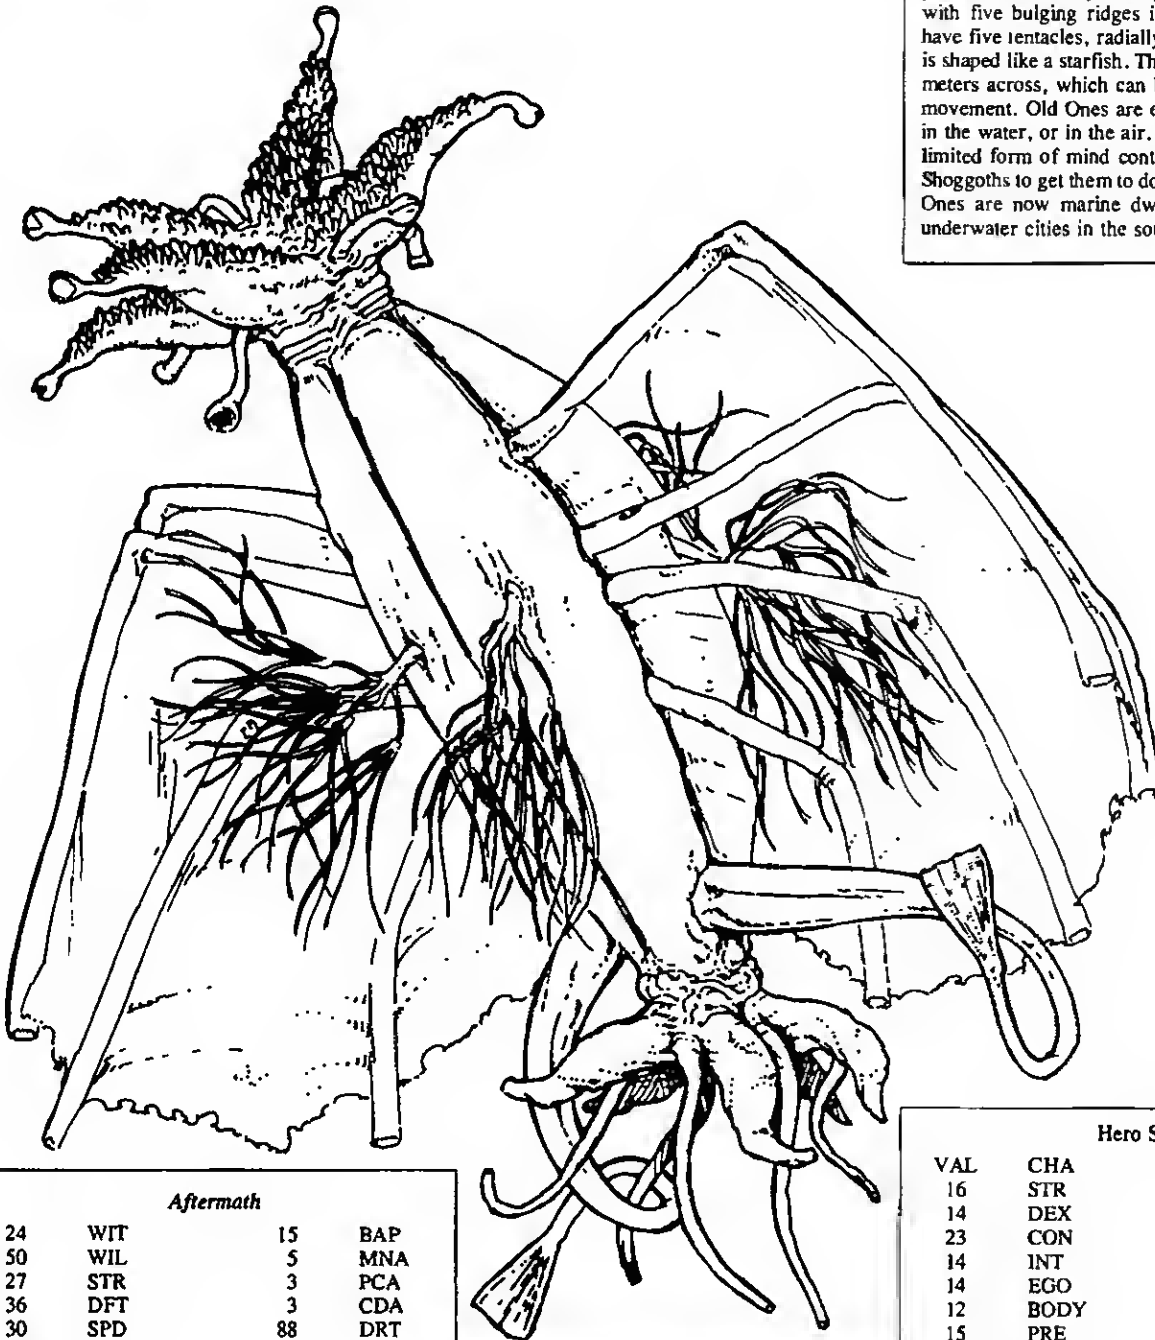 with five bulging ridges i
have five tentacles, radially
is shaped like a starfish. Th
meters across, which can
movement. Old Ones are e
in the water, or in the air.
limited form of mind cont
Shoggoths to get them to do
Ones are now marine dw
underwater cities in the sou
Aftermath
24 WIT 15 BAP
50 WIL 5 MNA
27 STR 3 PCA
36 DFT 3 CDA
30 SPD 88 DRT
Hero S
VAL CHA
16 STR
14 DEX
23 CON
14 INT
14 EGO
12 BODY
15 PRE